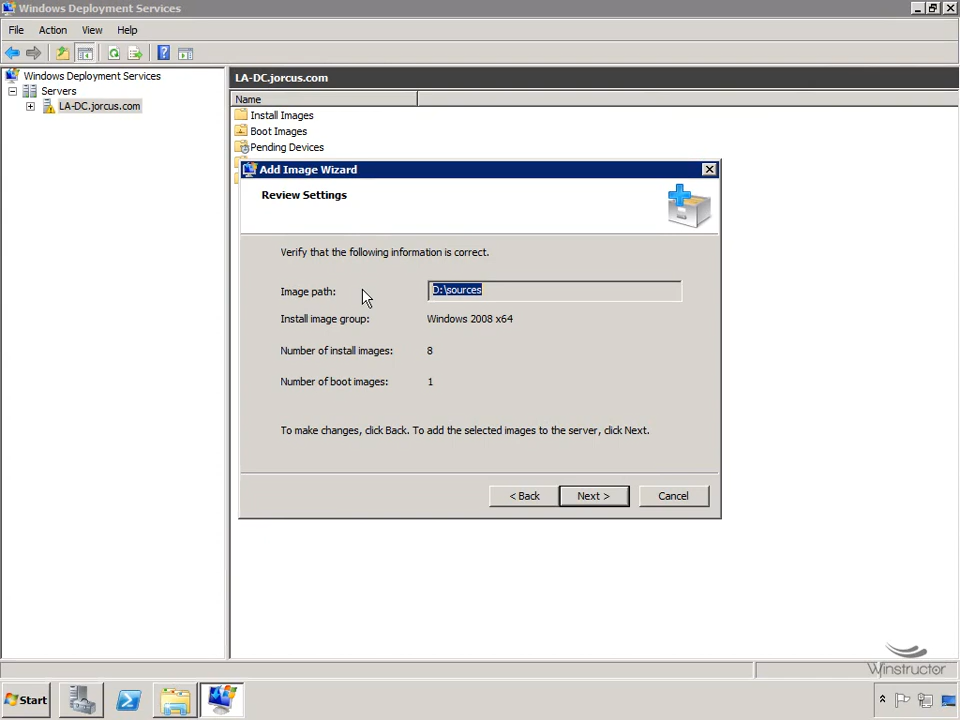 Windows Deployment Services
File Action View Help
Windows Deployment Services
Servers
LA-DC.jorcus.com
LA-DC.jorcus.com
Name
Install Images
Boot Images
Pending Devices
Add Image Wizard
Review Settings
Verify that the following information is correct.
Image path: D:\sources
Install image group: Windows 2008 x64
Number of install images: 8
Number of boot images: 1
To make changes, click Back. To add the selected images to the server, click Next.
< Back Next > Cancel
Winstructor
Start